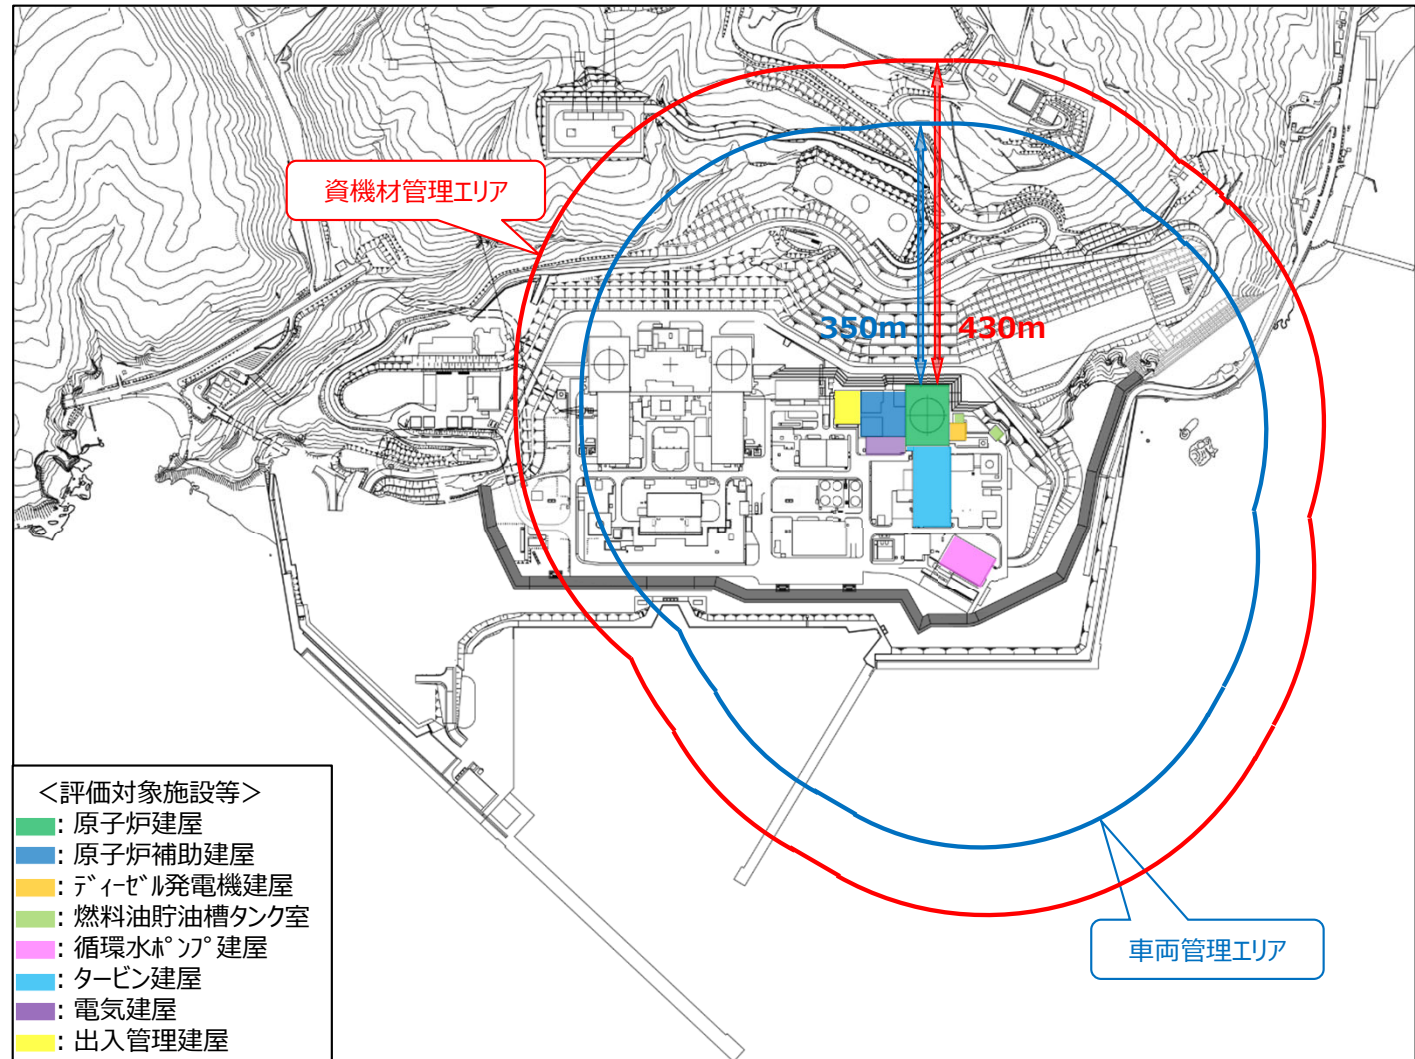 資機材管理エリア
350m
430m
車両管理エリア
＜評価対象施設等＞
：原子炉建屋
：原子炉補助建屋
：ﾃﾞｨｰｾﾞﾙ発電機建屋
：燃料油貯油槽タンク室
：循環水ﾎﾟﾝﾌﾟ建屋
：タービン建屋
：電気建屋
：出入管理建屋